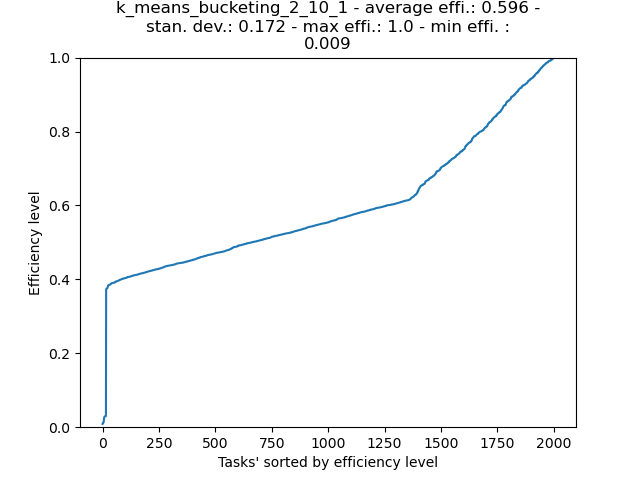 k_means_bucketing_2_10_1 - average effi.: 0.596 -
stan. dev.: 0.172 - max effi.: 1.0 - min effi. :
0.009
1.0
0.8
0.6
0.4
0.2
0.0
Efficiency level
0 250 500 750 1000 1250 1500 1750 2000
Tasks' sorted by efficiency level